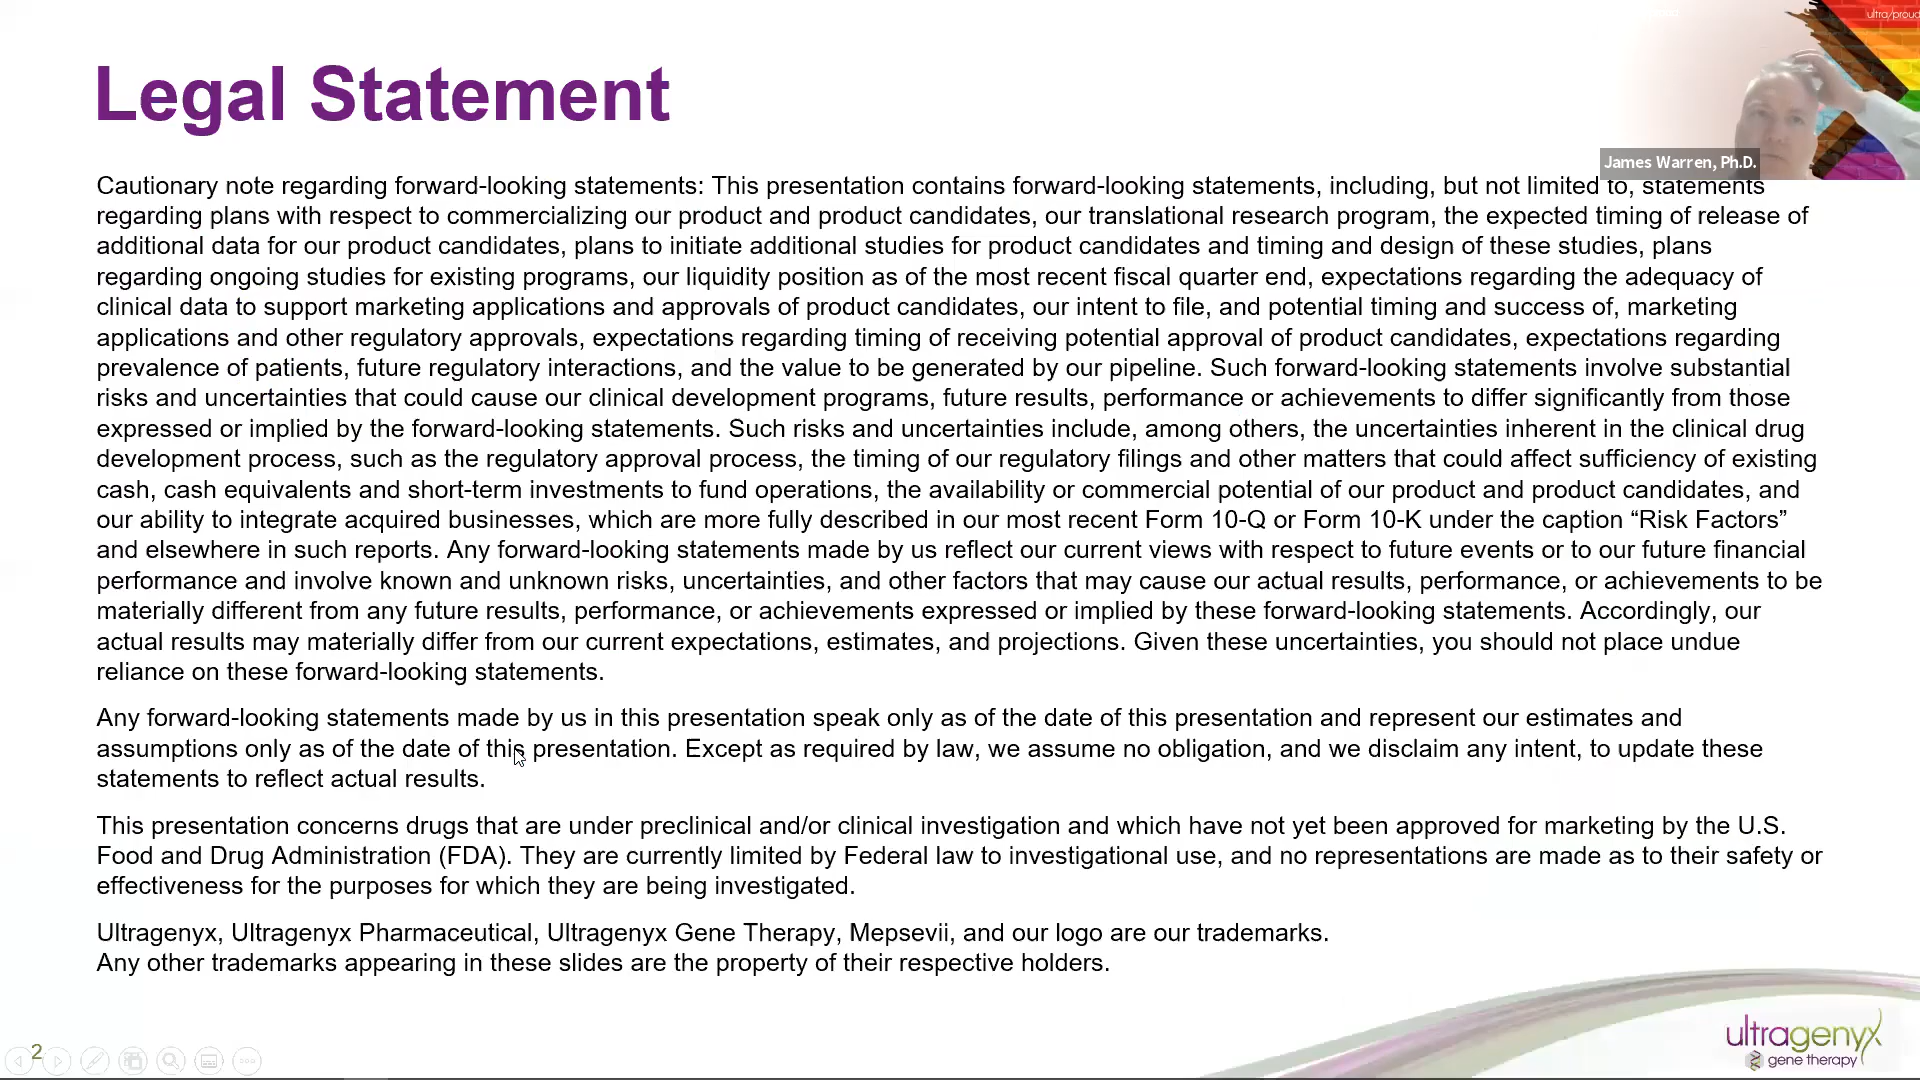 ultra/proud
Legal Statement
James Warren, Ph.D.
Cautionary note regarding forward-looking statements: This presentation contains forward-looking statements, including, but not limited to, statements
regarding plans with respect to commercializing our product and product candidates, our translational research program, the expected timing of release of
additional data for our product candidates, plans to initiate additional studies for product candidates and timing and design of these studies, plans
regarding ongoing studies for existing programs, our liquidity position as of the most recent fiscal quarter end, expectations regarding the adequacy of
clinical data to support marketing applications and approvals of product candidates, our intent to file, and potential timing and success of, marketing
applications and other regulatory approvals, expectations regarding timing of receiving potential approval of product candidates, expectations regarding
prevalence of patients, future regulatory interactions, and the value to be generated by our pipeline. Such forward-looking statements involve substantial
risks and uncertainties that could cause our clinical development programs, future results, performance or achievements to differ significantly from those
expressed or implied by the forward-looking statements. Such risks and uncertainties include, among others, the uncertainties inherent in the clinical drug
development process, such as the regulatory approval process, the timing of our regulatory filings and other matters that could affect sufficiency of existing
cash, cash equivalents and short-term investments to fund operations, the availability or commercial potential of our product and product candidates, and
our ability to integrate acquired businesses, which are more fully described in our most recent Form 10-Q or Form 10-K under the caption “Risk Factors”
and elsewhere in such reports. Any forward-looking statements made by us reflect our current views with respect to future events or to our future financial
performance and involve known and unknown risks, uncertainties, and other factors that may cause our actual results, performance, or achievements to be
materially different from any future results, performance, or achievements expressed or implied by these forward-looking statements. Accordingly, our
actual results may materially differ from our current expectations, estimates, and projections. Given these uncertainties, you should not place undue
reliance on these forward-looking statements.
Any forward-looking statements made by us in this presentation speak only as of the date of this presentation and represent our estimates and
assumptions only as of the date of this presentation. Except as required by law, we assume no obligation, and we disclaim any intent, to update these
statements to reflect actual results.
This presentation concerns drugs that are under preclinical and/or clinical investigation and which have not yet been approved for marketing by the U.S.
Food and Drug Administration (FDA). They are currently limited by Federal law to investigational use, and no representations are made as to their safety or
effectiveness for the purposes for which they are being investigated.
Ultragenyx, Ultragenyx Pharmaceutical, Ultragenyx Gene Therapy, Mepsevii, and our logo are our trademarks.
Any other trademarks appearing in these slides are the property of their respective holders.
2
ultragenyx
gene therapy